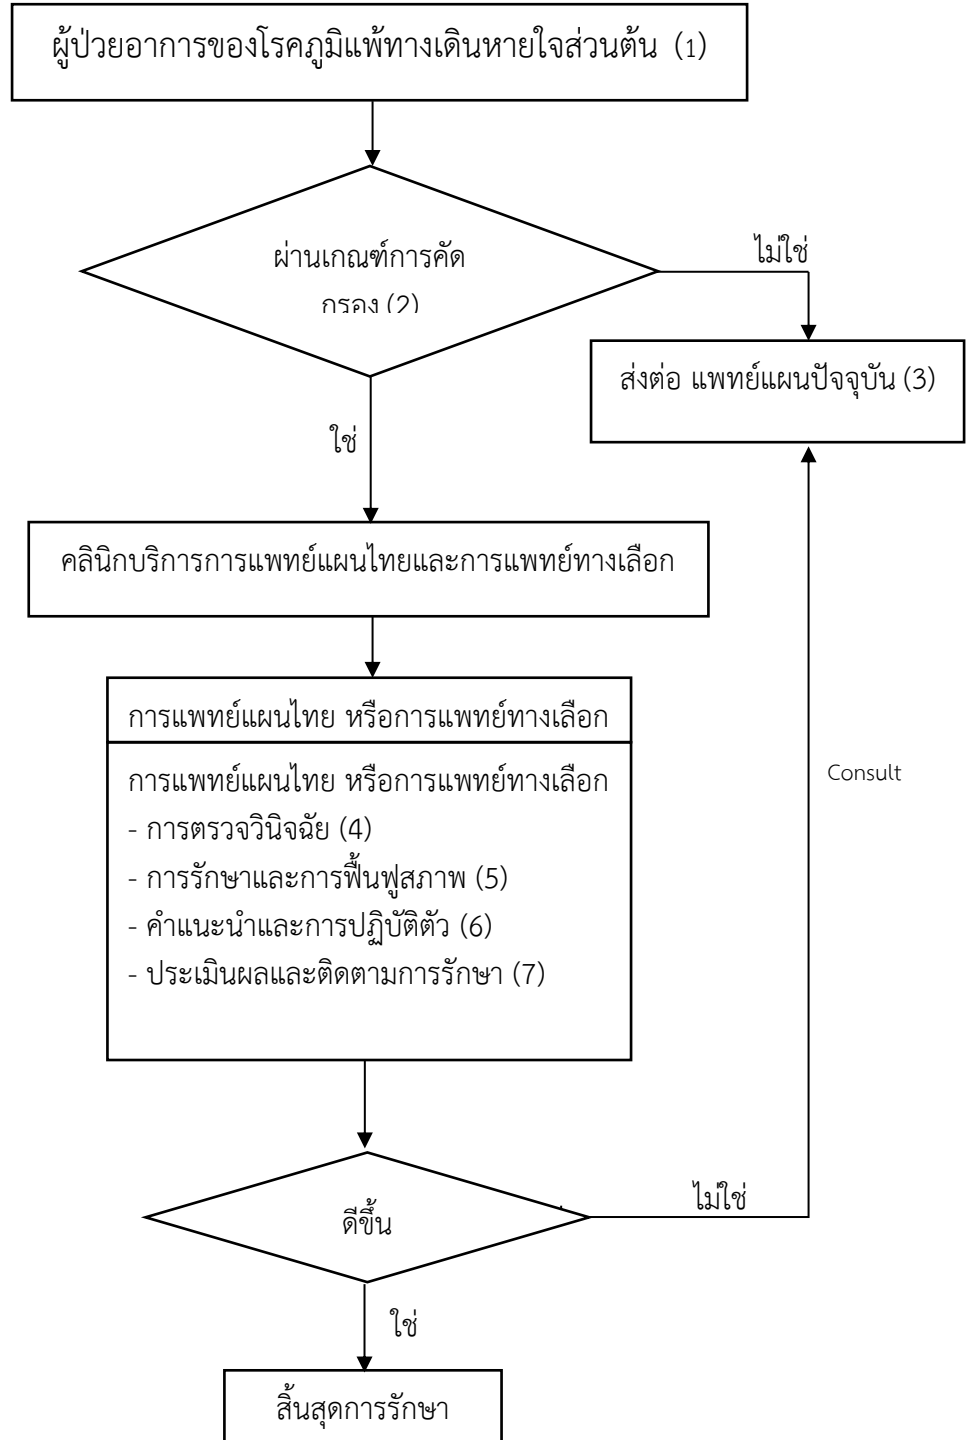 ผู้ป่วยอาการของโรคภูมิแพ้ทางเดินหายใจส่วนต้น (1)
ผ่านเกณฑ์การคัด
กรอง (2)
ไม่ใช่
ส่งต่อ แพทย์แผนปัจจุบัน (3)
ใช่
คลินิกบริการการแพทย์แผนไทยและการแพทย์ทางเลือก
การแพทย์แผนไทย หรือการแพทย์ทางเลือก
การแพทย์แผนไทย หรือการแพทย์ทางเลือก
- การตรวจวินิจฉัย (4)
- การรักษาและการฟื้นฟูสภาพ (5)
- คำแนะนำและการปฏิบัติตัว (6)
- ประเมินผลและติดตามการรักษา (7)
Consult
ดีขึ้น
ไม่ใช่
ใช่
สิ้นสุดการรักษา